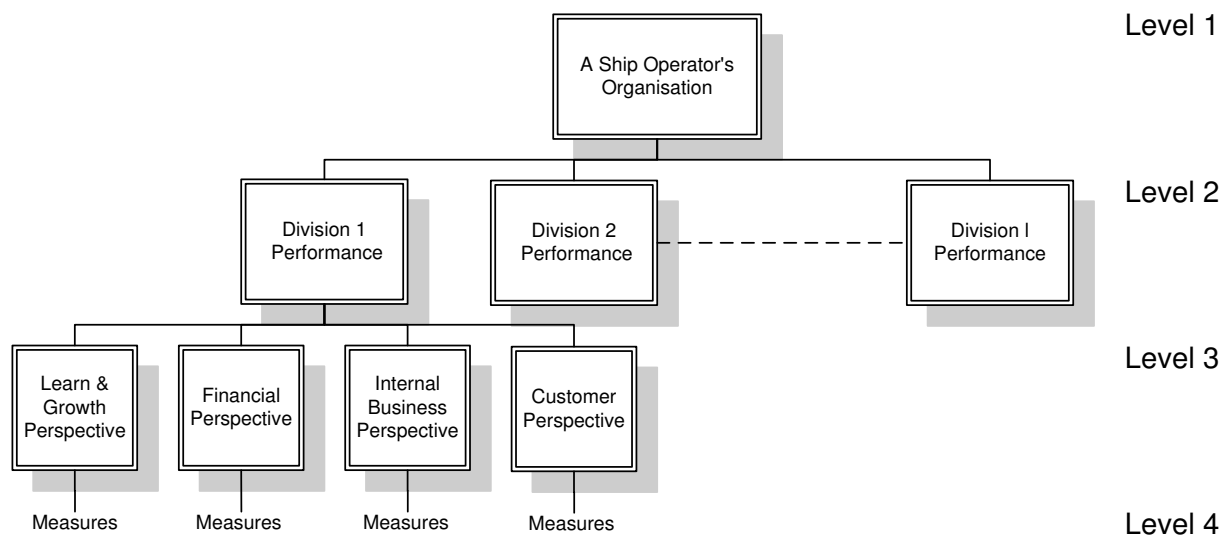 Level 1
A Ship Operator's
Organisation
Level 2
Division 1
Performance
Division 2
Performance
Division I
Performance
Level 3
Learn &
Growth
Perspective
Financial
Perspective
Internal
Business
Perspective
Customer
Perspective
Measures
Measures
Measures
Measures
Level 4